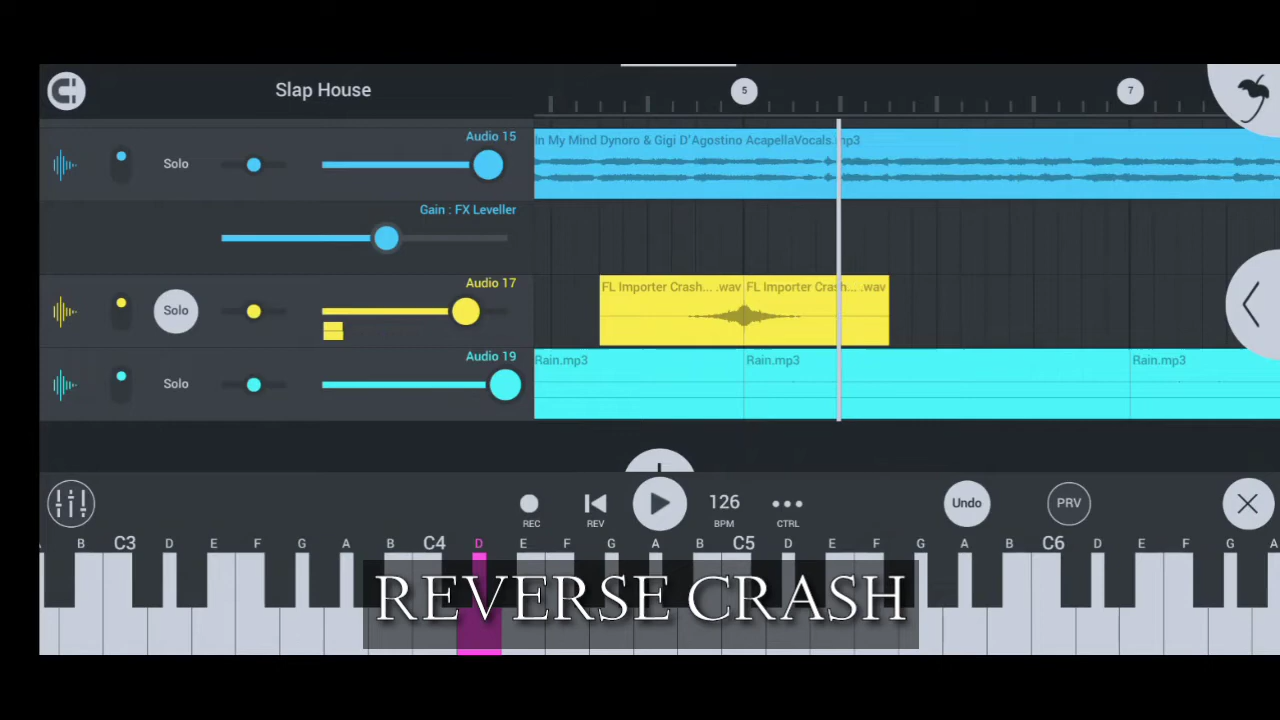 Slap House
5
7
Audio 15
Solo
In My Mind Dynoro & Gigi D'Agostino AcapellaVocals.mp3
Gain : FX Leveller
Audio 17
Solo
FL Importer Crash... .wav
FL Importer Crash... .wav
Audio 19
Solo
Rain.mp3
Rain.mp3
Rain.mp3
REC
REV
126
BPM
CTRL
Undo
PRV
B C3 D E F G A B C4 D E F G A B C5 D E F G A B C6 D E F G A
REVERSE CRASH